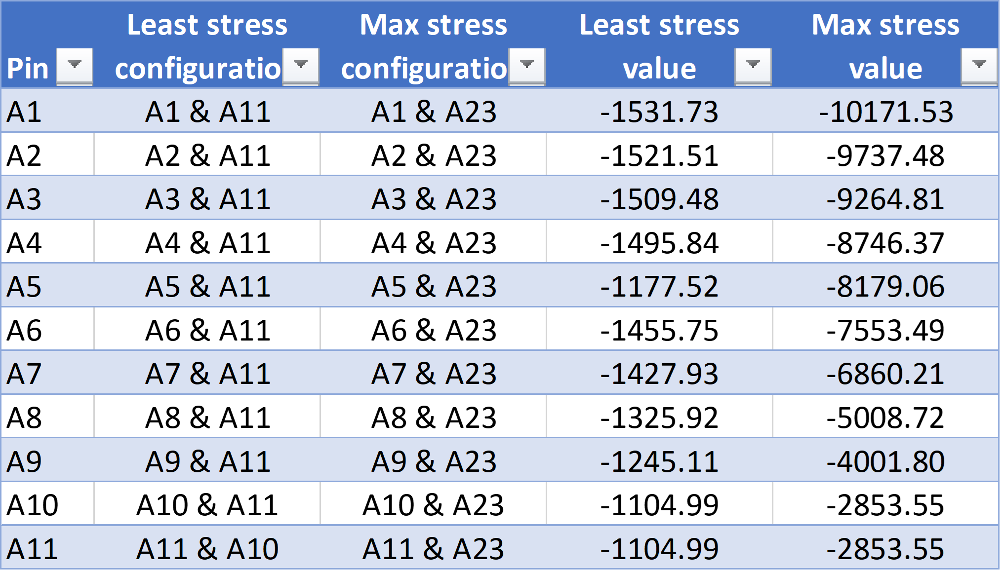 Pin Least stress configuratio Max stress configuratio Least stress value Max stress value
A1 A1 & A11 A1 & A23 -1531.73 -10171.53
A2 A2 & A11 A2 & A23 -1521.51 -9737.48
A3 A3 & A11 A3 & A23 -1509.48 -9264.81
A4 A4 & A11 A4 & A23 -1495.84 -8746.37
A5 A5 & A11 A5 & A23 -1177.52 -8179.06
A6 A6 & A11 A6 & A23 -1455.75 -7553.49
A7 A7 & A11 A7 & A23 -1427.93 -6860.21
A8 A8 & A11 A8 & A23 -1325.92 -5008.72
A9 A9 & A11 A9 & A23 -1245.11 -4001.80
A10 A10 & A11 A10 & A23 -1104.99 -2853.55
A11 A11 & A10 A11 & A23 -1104.99 -2853.55